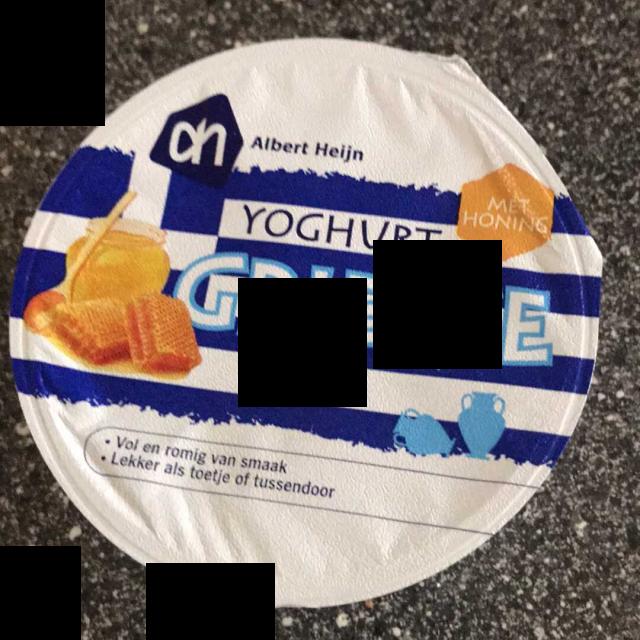 ah
Albert Heijn
MET
HONING
YOGHURT
• Vol en romig van smaak
• Lekker als toetje of tussendoor